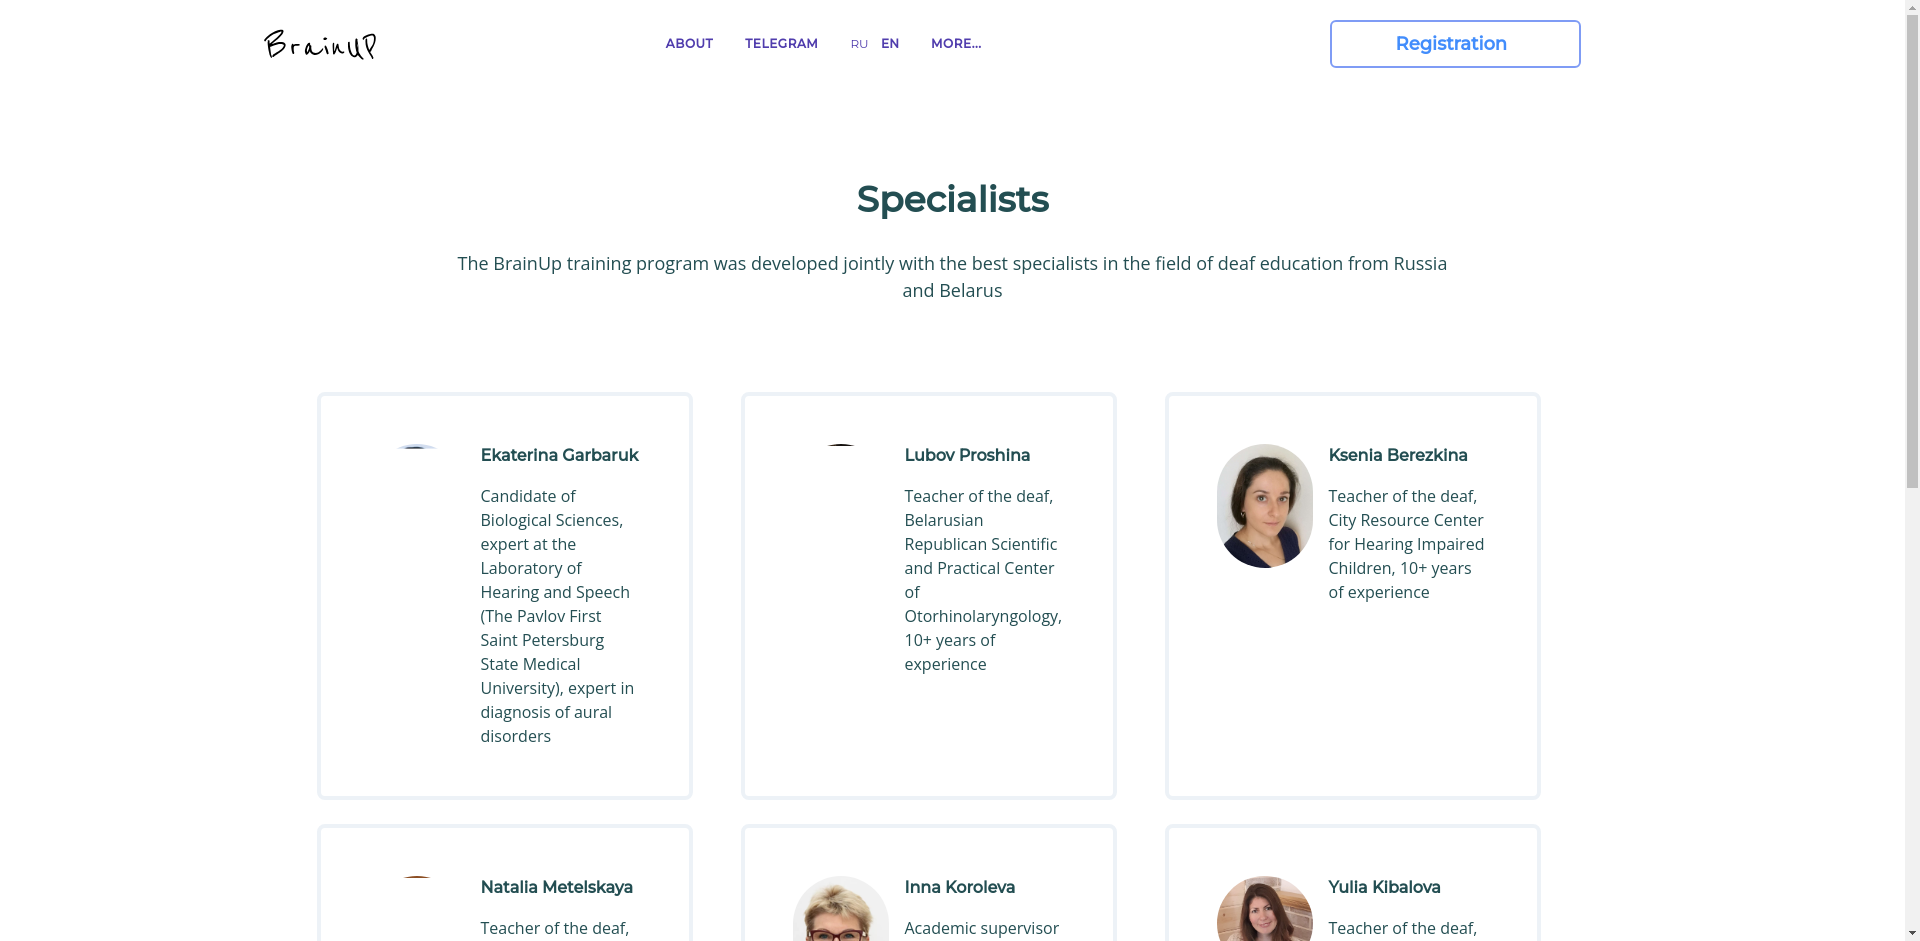 BrainUP
ABOUT
TELEGRAM
RU
EN
MORE...
Registration
Specialists
The BrainUp training program was developed jointly with the best specialists in the field of deaf education from Russia
and Belarus
Ekaterina Garbaruk
Candidate of
Biological Sciences,
expert at the
Laboratory of
Hearing and Speech
(The Pavlov First
Saint Petersburg
State Medical
University), expert in
diagnosis of aural
disorders
Lubov Proshina
Teacher of the deaf,
Belarusian
Republican Scientific
and Practical Center
of
Otorhinolaryngology,
10+ years of
experience
Ksenia Berezkina
Teacher of the deaf,
City Resource Center
for Hearing Impaired
Children, 10+ years
of experience
Natalia Metelskaya
Teacher of the deaf,
Inna Koroleva
Academic supervisor
Yulia Kibalova
Teacher of the deaf,